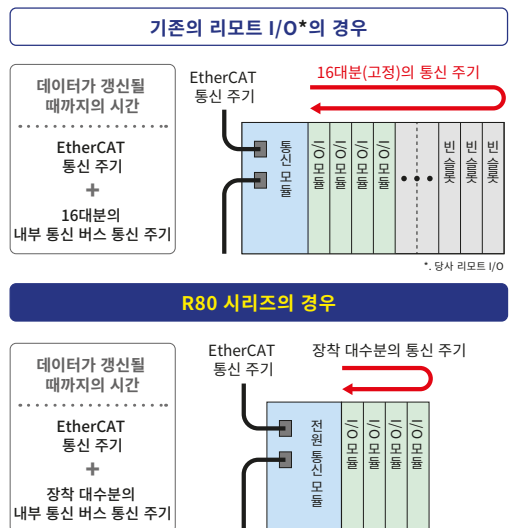 기존의 리모트 I/O*의 경우
데이터가 갱신될
때까지의 시간
EtherCAT
통신 주기
+
16대분의
내부 통신 버스 통신 주기
EtherCAT
통신 주기
16대분(고정)의 통신 주기
통신 모듈
I/O 모듈
I/O 모듈
I/O 모듈
I/O 모듈
빈 슬롯
빈 슬롯
빈 슬롯
*. 당사 리모트 I/O
R80 시리즈의 경우
데이터가 갱신될
때까지의 시간
EtherCAT
통신 주기
+
장착 대수분의
내부 통신 버스 통신 주기
EtherCAT
통신 주기
장착 대수분의 통신 주기
전원 통신 모듈
I/O 모듈
I/O 모듈
I/O 모듈
I/O 모듈